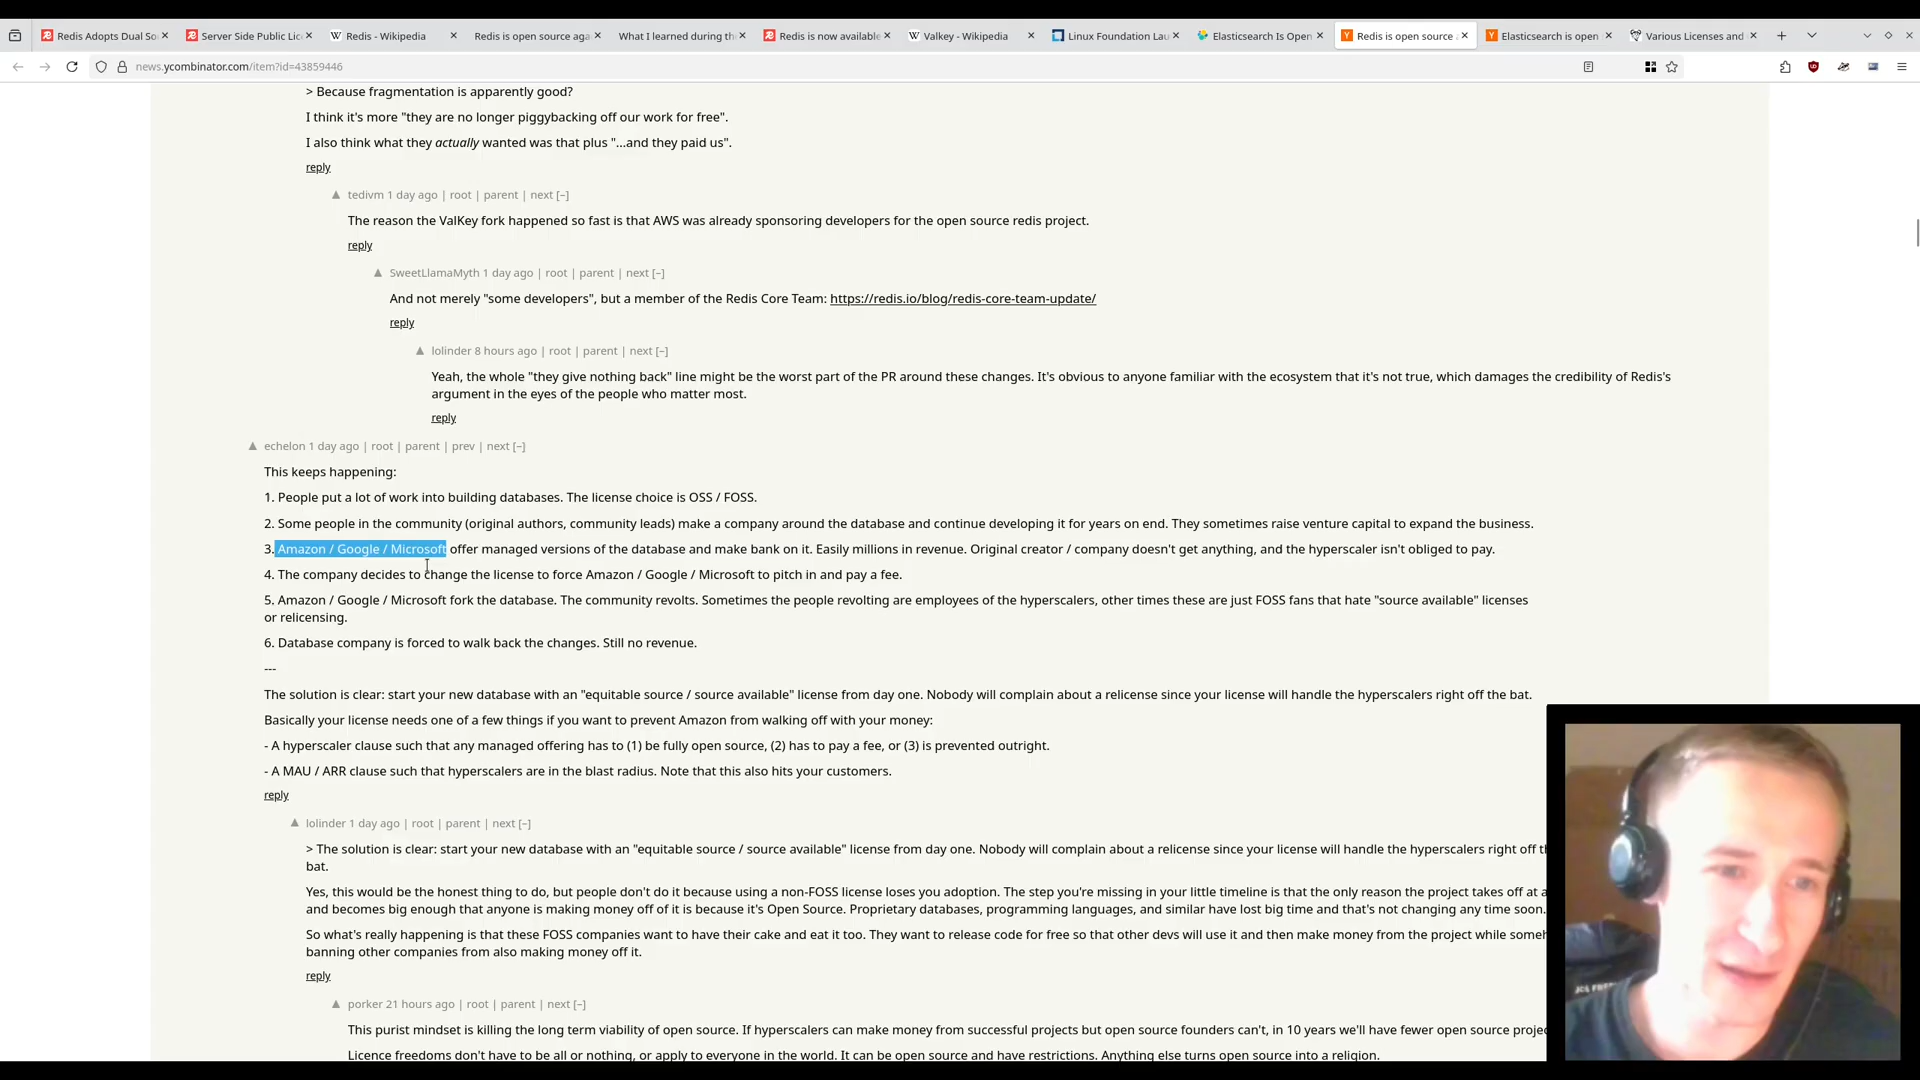 Redis Adopts Dual So
Server Side Public Lic
Redis - Wikipedia
Redis is open source aga
What I learned during th
Redis is now available
Valkey - Wikipedia
Linux Foundation Lau
Elasticsearch Is Open
Redis is open source
Elasticsearch is open
Various Licenses and
news.ycombinator.com/item?id=43859446
> Because fragmentation is apparently good?
I think it's more "they are no longer piggybacking off our work for free".
I also think what they actually wanted was that plus "...and they paid us".
reply
tedivm 1 day ago | root | parent | next [–]
The reason the ValKey fork happened so fast is that AWS was already sponsoring developers for the open source redis project.
reply
SweetLlamaMyth 1 day ago | root | parent | next [–]
And not merely "some developers", but a member of the Redis Core Team: https://redis.io/blog/redis-core-team-update/
reply
lolinder 8 hours ago | root | parent | next [–]
Yeah, the whole "they give nothing back" line might be the worst part of the PR around these changes. It's obvious to anyone familiar with the ecosystem that it's not true, which damages the credibility of Redis's
argument in the eyes of the people who matter most.
reply
echelon 1 day ago | root | parent | prev | next [–]
This keeps happening:
1. People put a lot of work into building databases. The license choice is OSS / FOSS.
2. Some people in the community (original authors, community leads) make a company around the database and continue developing it for years on end. They sometimes raise venture capital to expand the business.
3. Amazon / Google / Microsoft offer managed versions of the database and make bank on it. Easily millions in revenue. Original creator / company doesn't get anything, and the hyperscaler isn't obliged to pay.
4. The company decides to change the license to force Amazon / Google / Microsoft to pitch in and pay a fee.
5. Amazon / Google / Microsoft fork the database. The community revolts. Sometimes the people revolting are employees of the hyperscalers, other times these are just FOSS fans that hate "source available" licenses
or relicensing.
6. Database company is forced to walk back the changes. Still no revenue.
---
The solution is clear: start your new database with an "equitable source / source available" license from day one. Nobody will complain about a relicense since your license will handle the hyperscalers right off the bat.
Basically your license needs one of a few things if you want to prevent Amazon from walking off with your money:
- A hyperscaler clause such that any managed offering has to (1) be fully open source, (2) has to pay a fee, or (3) is prevented outright.
- A MAU / ARR clause such that hyperscalers are in the blast radius. Note that this also hits your customers.
reply
lolinder 1 day ago | root | parent | next [–]
> The solution is clear: start your new database with an "equitable source / source available" license from day one. Nobody will complain about a relicense since your license will handle the hyperscalers right off th
bat.
Yes, this would be the honest thing to do, but people don't do it because using a non-FOSS license loses you adoption. The step you're missing in your little timeline is that the only reason the project takes off at a
and becomes big enough that anyone is making money off of it is because it's Open Source. Proprietary databases, programming languages, and similar have lost big time and that's not changing any time soon.
So what's really happening is that these FOSS companies want to have their cake and eat it too. They want to release code for free so that other devs will use it and then make money from the project while someh
banning other companies from also making money off it.
reply
porker 21 hours ago | root | parent | next [–]
This purist mindset is killing the long term viability of open source. If hyperscalers can make money from successful projects but open source founders can't, in 10 years we'll have fewer open source projec
Licence freedoms don't have to be all or nothing, or apply to everyone in the world. It can be open source and have restrictions. Anything else turns open source into a religion.